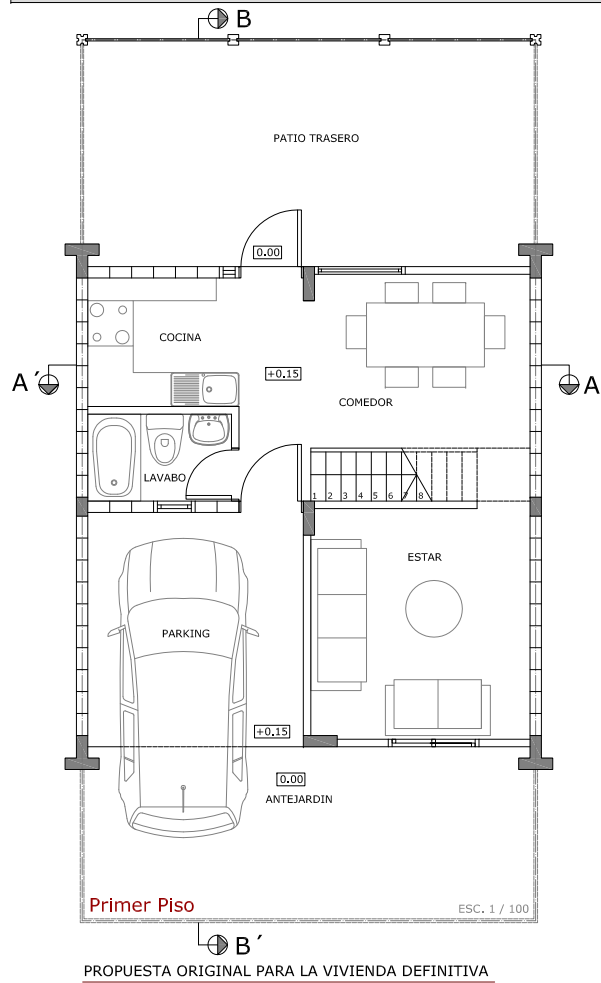 B
PATIO TRASERO
0.00
COCINA
+0.15
A´
A
COMEDOR
LAVABO
1 2 3 4 5 6 7 8
ESTAR
PARKING
+0.15
0.00
ANTEJARDIN
Primer Piso
ESC. 1 / 100
B´
PROPUESTA ORIGINAL PARA LA VIVIENDA DEFINITIVA